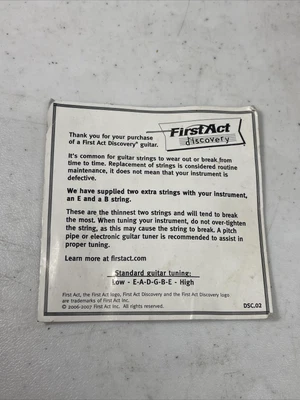 Thank you for your purchase
of a First Act Discovery® guitar.
FirstAct
discovery
It's common for guitar strings to wear out or break from
time to time. Replacement of strings is considered routine
maintenance, it does not mean that your instrument is
defective.
We have supplied two extra strings with your instrument,
an E and a B string.
These are the thinnest two strings and will tend to break
the most. When tuning your instrument, do not over-tighten
the string, as this may cause the string to break. A pitch
pipe or electronic guitar tuner is recommended to assist in
proper tuning.
Learn more at firstact.com
Standard guitar tuning:
Low - E-A-D-G-B-E - High
First Act, the First Act logo, First Act Discovery and the First Act Discovery logo
are trademarks of First Act Inc.
© 2006-2007 First Act Inc. All rights reserved.
DSC.02